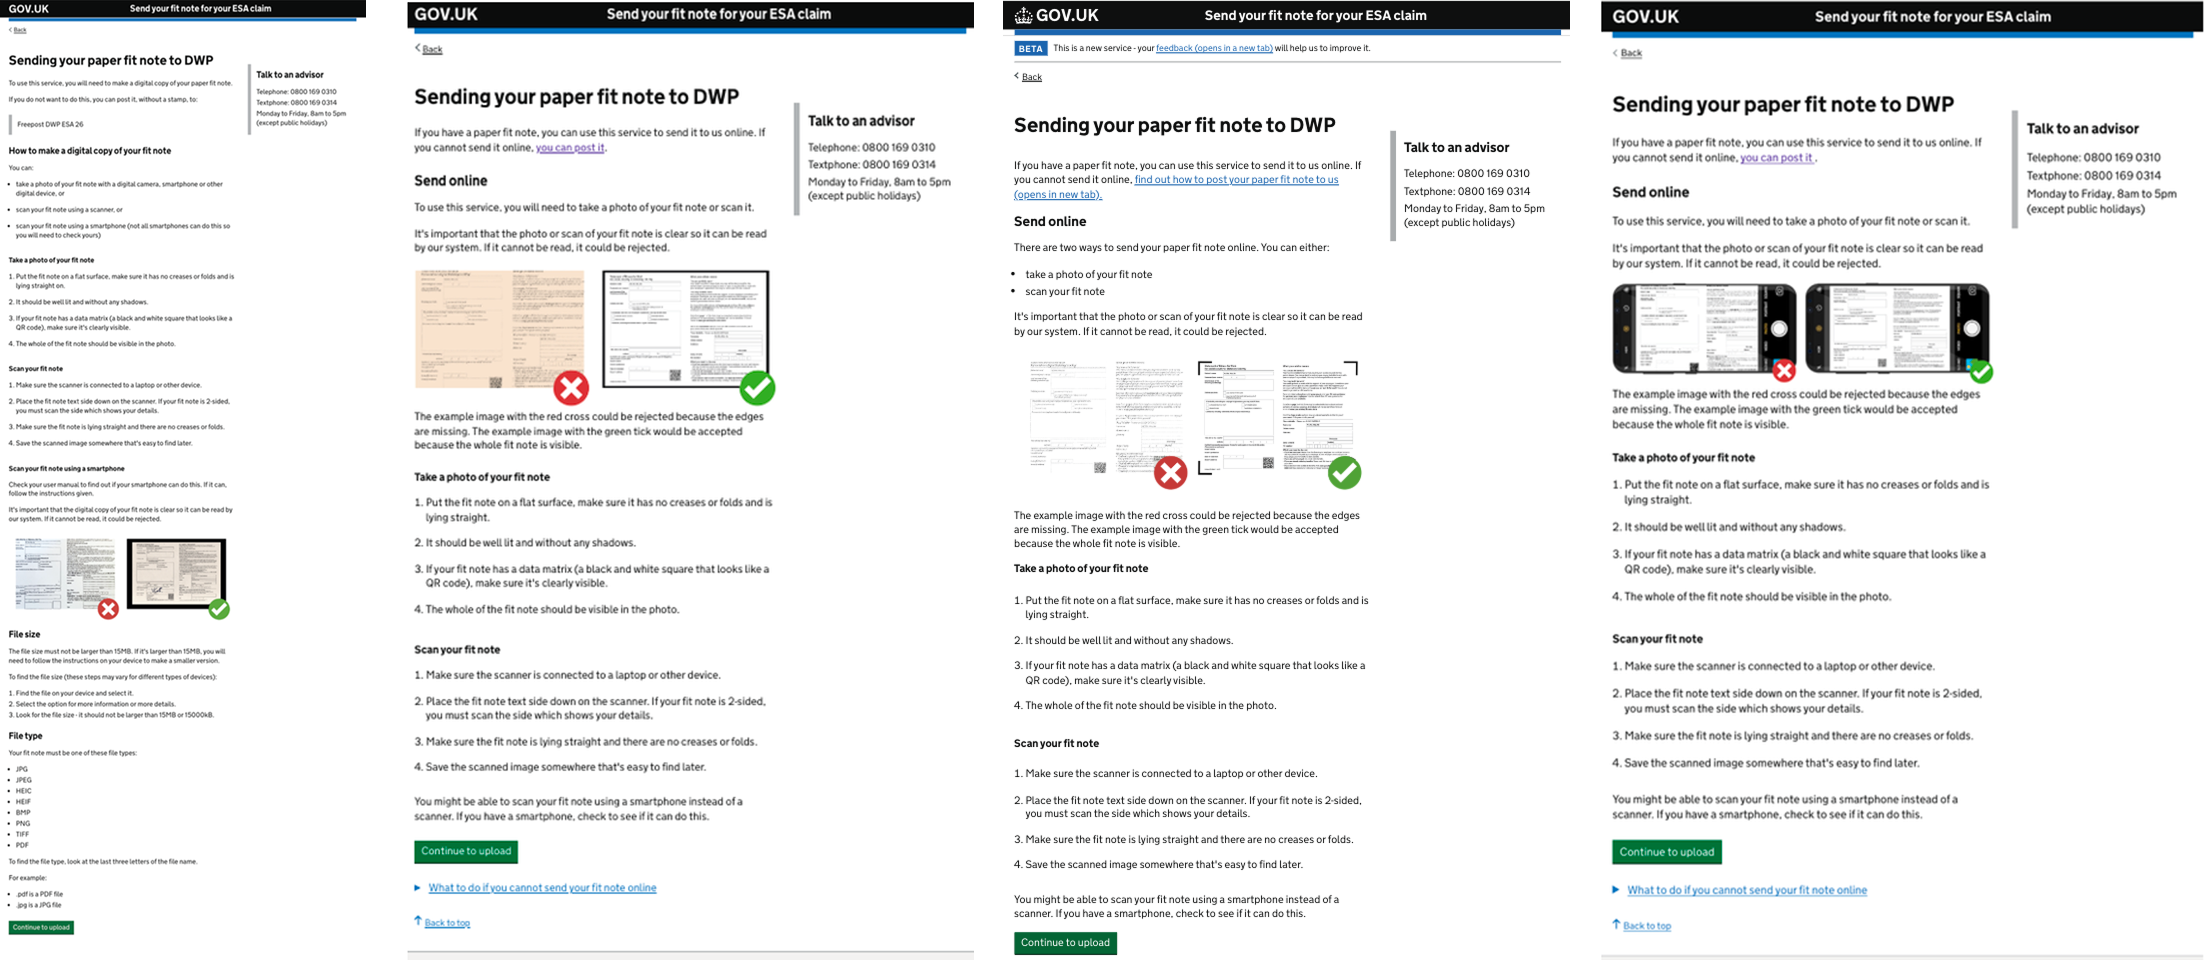 GOV.UK
Send your fit note for your ESA claim
Back
Sending your paper fit note to DWP
To use this service, you will need to make a digital copy of your paper fit note.
If you do not want to do this, you can post it, without a stamp, to:
Freepost DWP ESA 26
How to make a digital copy of your fit note
You can:
• take a photo of your fit note with a digital camera, smartphone or other
digital device, or
• scan your fit note using a scanner, or
• scan your fit note using a smartphone (not all smartphones can do this so
you will need to check yours)
Take a photo of your fit note
1. Put the fit note on a flat surface, make sure it has no creases or folds and is
lying straight on.
2. It should be well lit and without any shadows.
3. If your fit note has a data matrix (a black and white square that looks like a
QR code), make sure it's clearly visible.
4. The whole of the fit note should be visible in the photo.
Scan your fit note
1. Make sure the scanner is connected to a laptop or other device.
2. Place the fit note text side down on the scanner. If your fit note is 2-sided,
you must scan the side which shows your details.
3. Make sure the fit note is lying straight and there are no creases or folds.
4. Save the scanned image somewhere that's easy to find later.
Scan your fit note using a smartphone
Check your user manual to find out if your smartphone can do this. If it can,
follow the instructions given.
It's important that the digital copy of your fit note is clear so it can be read by
our system. If it cannot be read, it could be rejected.
File size
The file size must not be larger than 15MB. If it's larger than 15MB, you will
need to follow the instructions on your device to make a smaller version.
To find the file size (these steps may vary for different types of devices):
1. Find the file on your device and select it.
2. Select the option for more information or more details.
3. Look for the file size - it should not be larger than 15MB or 15000kB.
File type
Your fit note must be one of these file types:
• JPG
• JPEG
• HEIC
• HEIF
• BMP
• PNG
• TIFF
• PDF
To find the file type, look at the last three letters of the file name.
For example:
• .pdf is a PDF file
• .jpg is a JPG file
Continue to upload
Talk to an advisor
Telephone: 0800 169 0310
Textphone: 0800 169 0314
Monday to Friday, 8am to 5pm
(except public holidays)
GOV.UK
Send your fit note for your ESA claim
Back
Sending your paper fit note to DWP
If you have a paper fit note, you can use this service to send it to us online. If
you cannot send it online, you can post it.
Send online
To use this service, you will need to take a photo of your fit note or scan it.
It's important that the photo or scan of your fit note is clear so it can be read
by our system. If it cannot be read, it could be rejected.
The example image with the red cross could be rejected because the edges
are missing. The example image with the green tick would be accepted
because the whole fit note is visible.
Take a photo of your fit note
1. Put the fit note on a flat surface, make sure it has no creases or folds and is
lying straight.
2. It should be well lit and without any shadows.
3. If your fit note has a data matrix (a black and white square that looks like a
QR code), make sure it's clearly visible.
4. The whole of the fit note should be visible in the photo.
Scan your fit note
1. Make sure the scanner is connected to a laptop or other device.
2. Place the fit note text side down on the scanner. If your fit note is 2-sided,
you must scan the side which shows your details.
3. Make sure the fit note is lying straight and there are no creases or folds.
4. Save the scanned image somewhere that's easy to find later.
You might be able to scan your fit note using a smartphone instead of a
scanner. If you have a smartphone, check to see if it can do this.
Continue to upload
What to do if you cannot send your fit note online
Back to top
Talk to an advisor
Telephone: 0800 169 0310
Textphone: 0800 169 0314
Monday to Friday, 8am to 5pm
(except public holidays)
GOV.UK
Send your fit note for your ESA claim
BETA
This is a new service - your feedback (opens in a new tab) will help us to improve it.
Back
Sending your paper fit note to DWP
If you have a paper fit note, you can use this service to send it to us online. If
you cannot send it online, find out how to post your paper fit note to us
(opens in new tab).
Send online
There are two ways to send your paper fit note online. You can either:
• take a photo of your fit note
• scan your fit note
It's important that the photo or scan of your fit note is clear so it can be read
by our system. If it cannot be read, it could be rejected.
The example image with the red cross could be rejected because the edges
are missing. The example image with the green tick would be accepted
because the whole fit note is visible.
Take a photo of your fit note
1. Put the fit note on a flat surface, make sure it has no creases or folds and is
lying straight.
2. It should be well lit and without any shadows.
3. If your fit note has a data matrix (a black and white square that looks like a
QR code), make sure it's clearly visible.
4. The whole of the fit note should be visible in the photo.
Scan your fit note
1. Make sure the scanner is connected to a laptop or other device.
2. Place the fit note text side down on the scanner. If your fit note is 2-sided,
you must scan the side which shows your details.
3. Make sure the fit note is lying straight and there are no creases or folds.
4. Save the scanned image somewhere that's easy to find later.
You might be able to scan your fit note using a smartphone instead of a
scanner. If you have a smartphone, check to see if it can do this.
Continue to upload
Talk to an advisor
Telephone: 0800 169 0310
Textphone: 0800 169 0314
Monday to Friday, 8am to 5pm
(except public holidays)
GOV.UK
Send your fit note for your ESA claim
Back
Sending your paper fit note to DWP
If you have a paper fit note, you can use this service to send it to us online. If
you cannot send it online, you can post it .
Send online
To use this service, you will need to take a photo of your fit note or scan it.
It's important that the photo or scan of your fit note is clear so it can be read
by our system. If it cannot be read, it could be rejected.
The example image with the red cross could be rejected because the edges
are missing. The example image with the green tick would be accepted
because the whole fit note is visible.
Take a photo of your fit note
1. Put the fit note on a flat surface, make sure it has no creases or folds and is
lying straight.
2. It should be well lit and without any shadows.
3. If your fit note has a data matrix (a black and white square that looks like a
QR code), make sure it's clearly visible.
4. The whole of the fit note should be visible in the photo.
Scan your fit note
1. Make sure the scanner is connected to a laptop or other device.
2. Place the fit note text side down on the scanner. If your fit note is 2-sided,
you must scan the side which shows your details.
3. Make sure the fit note is lying straight and there are no creases or folds.
4. Save the scanned image somewhere that's easy to find later.
You might be able to scan your fit note using a smartphone instead of a
scanner. If you have a smartphone, check to see if it can do this.
Continue to upload
What to do if you cannot send your fit note online
Back to top
Talk to an advisor
Telephone: 0800 169 0310
Textphone: 0800 169 0314
Monday to Friday, 8am to 5pm
(except public holidays)